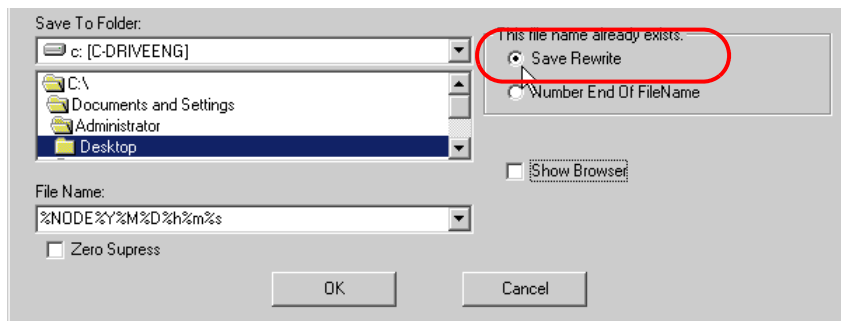 Save To Folder:
c: [C-DRIVEENG]
C:\
Documents and Settings
Administrator
Desktop
File Name:
%NODE%Y%M%D%h%m%s
Zero Supress
This file name already exists.
Save Rewrite
Number End Of FileName
Show Browser
OK
Cancel